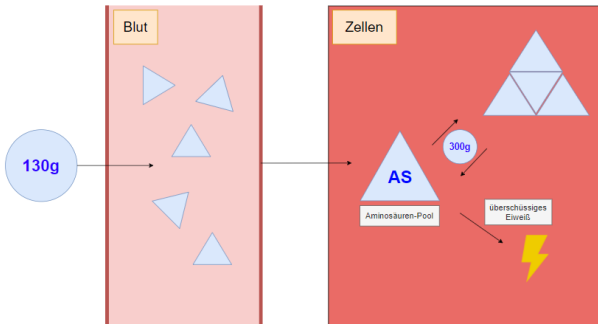 Blut
Zellen
130g
300g
AS
Aminosäuren-Pool
überschüssiges
Eiweiß